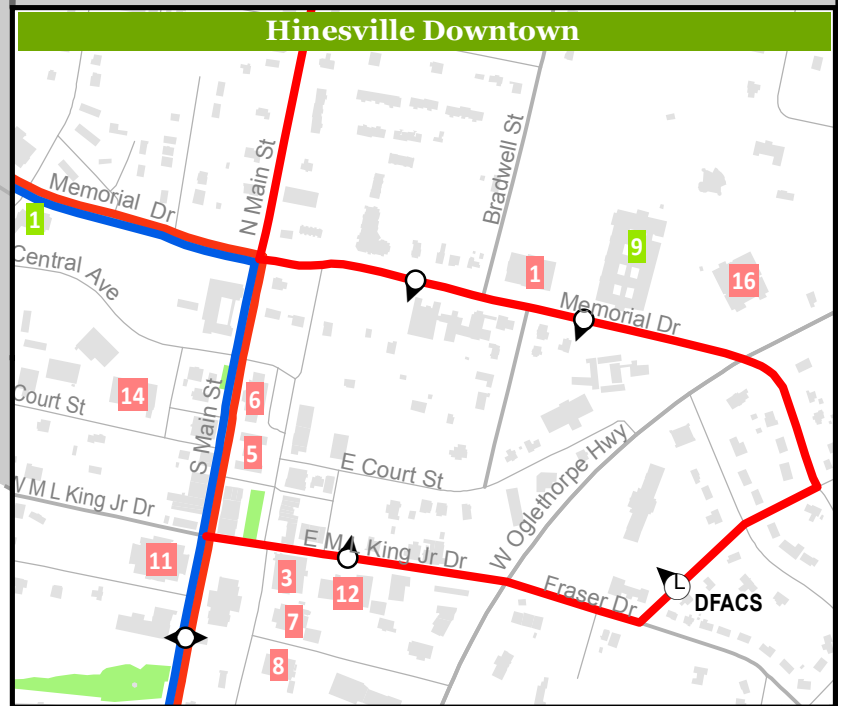 Hinesville Downtown
N Main St
Bradwell St
Memorial Dr
1
9
1
16
Central Ave
Memorial Dr
14
6
Court St
S Main St
5
E Court St
W Oglethorpe Hwy
W M L King Jr Dr
E M L King Jr Dr
11
3
12
Fraser Dr
DFACS
7
8